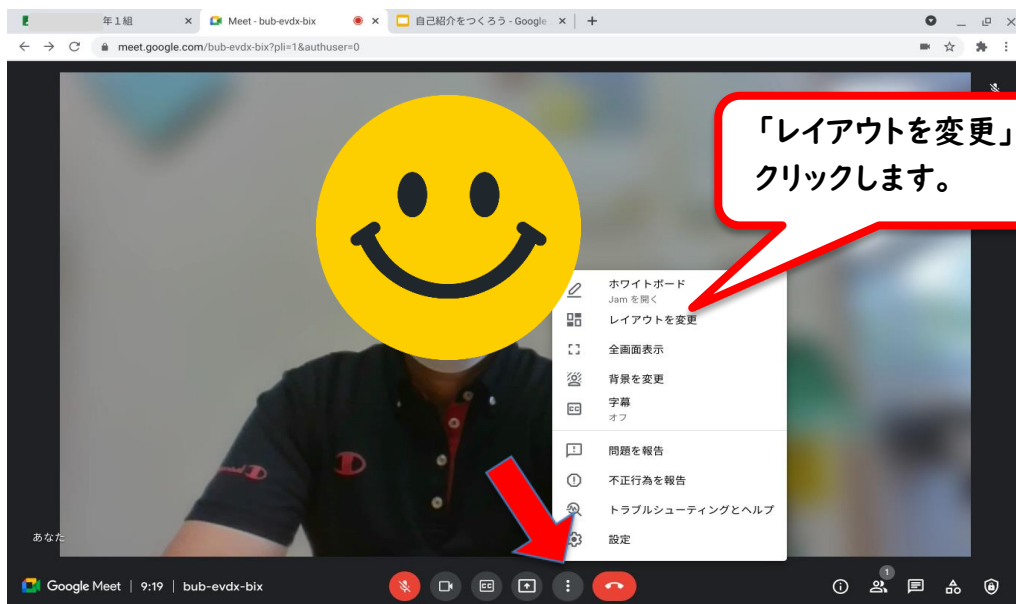 年1組
Meet - bub-evdx-bix
自己紹介をつくろう - Google
meet.google.com/bub-evdx-bix?pli=1&authuser=0
「レイアウトを変更」
クリックします。
ホワイトボード
Jam を開く
レイアウトを変更
全画面表示
背景を変更
字幕
オフ
問題を報告
不正行為を報告
トラブルシューティングとヘルプ
設定
あなた
Google Meet | 9:19 | bub-evdx-bix
1